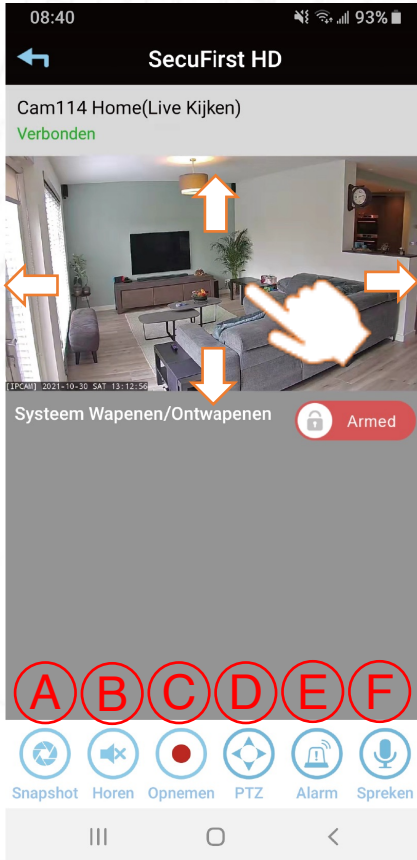 08:40 93%
SecuFirst HD
Cam114 Home(Live Kijken)
Verbonden
[IPCAM] 2021-10-30 SAT 13:12:56
Systeem Wapenen/Ontwapenen Armed
A B C D E F
Snapshot Horen Opnemen PTZ Alarm Spreken